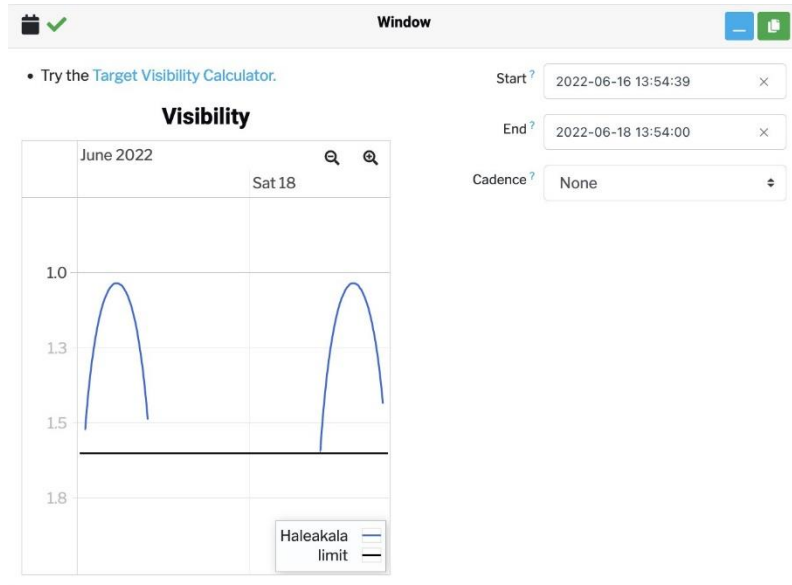 Window
• Try the Target Visibility Calculator.
Visibility
June 2022
Sat 18
1.0
1.3
1.5
1.8
Haleakala
limit
Start ?
2022-06-16 13:54:39 ×
End ?
2022-06-18 13:54:00 ×
Cadence ?
None